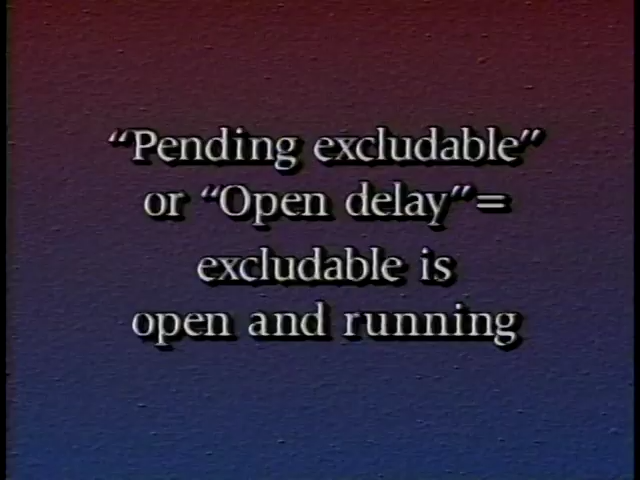 “Pending excludable”
or “Open delay”=
excludable is
open and running